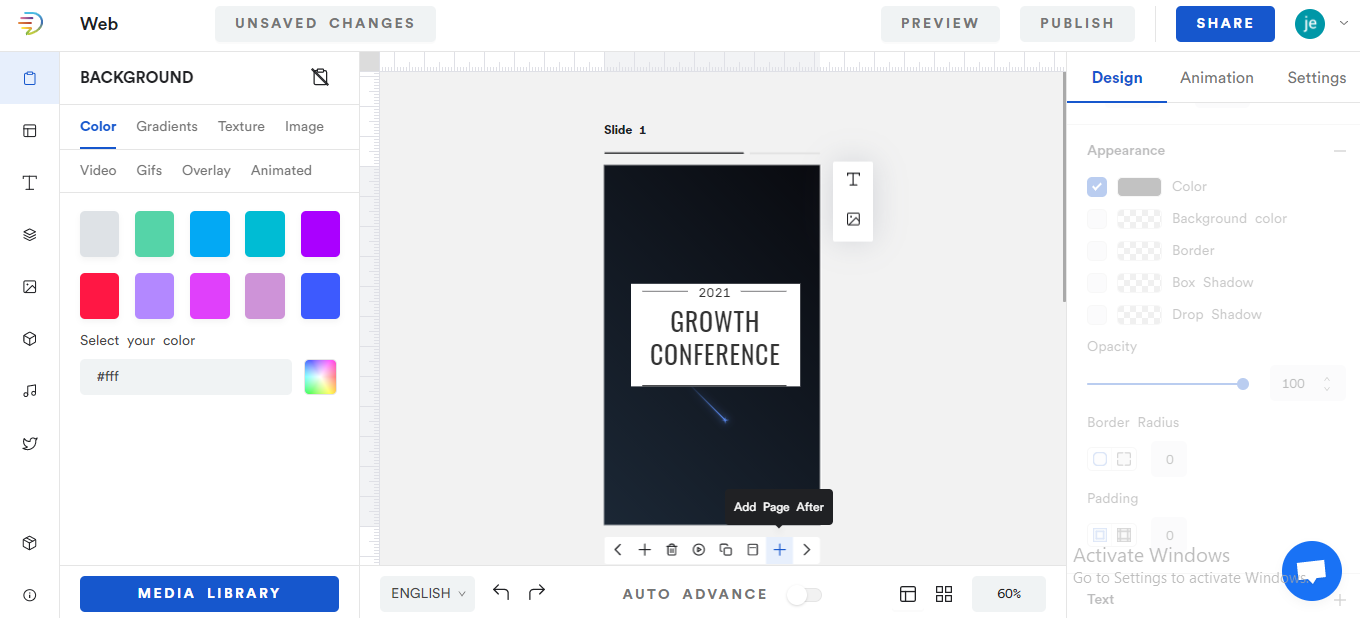 Web
UNSAVED CHANGES
PREVIEW
PUBLISH
SHARE
je
BACKGROUND
Color
Gradients
Texture
Image
Video
Gifs
Overlay
Animated
Select your color
#fff
MEDIA LIBRARY
Slide 1
2021
GROWTH
CONFERENCE
Add Page After
ENGLISH
AUTO ADVANCE
60%
Design
Animation
Settings
Appearance
Color
Background color
Border
Box Shadow
Drop Shadow
Opacity
100
Border Radius
0
Padding
0
Activate Windows
Go to Settings to activate Windows.
Text